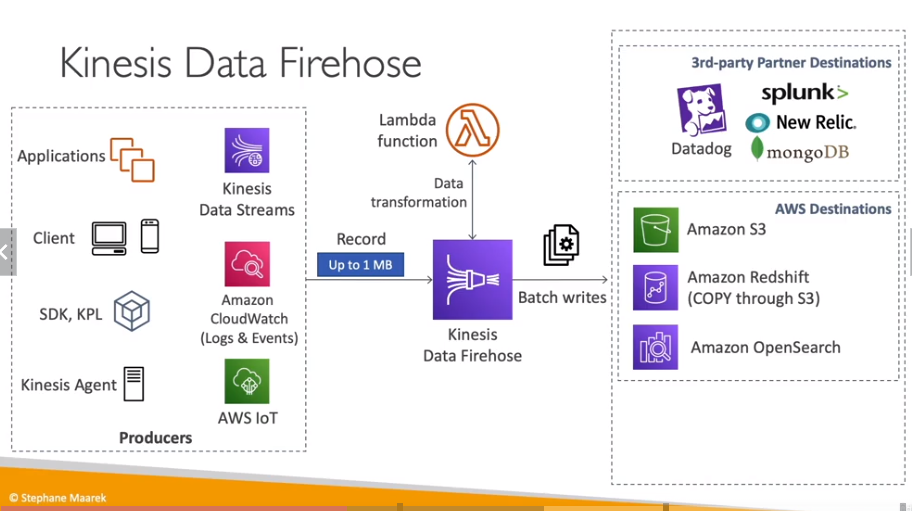 Kinesis Data Firehose
Applications
Client
SDK, KPL
Kinesis Agent
Kinesis
Data Streams
Amazon
CloudWatch
(Logs & Events)
AWS IoT
Producers
Record
Up to 1 MB
Lambda
function
Data
transformation
Kinesis
Data Firehose
Batch writes
3rd-party Partner Destinations
Datadog
splunk>
New Relic.
mongoDB
AWS Destinations
Amazon S3
Amazon Redshift
(COPY through S3)
Amazon OpenSearch
© Stephane Maarek